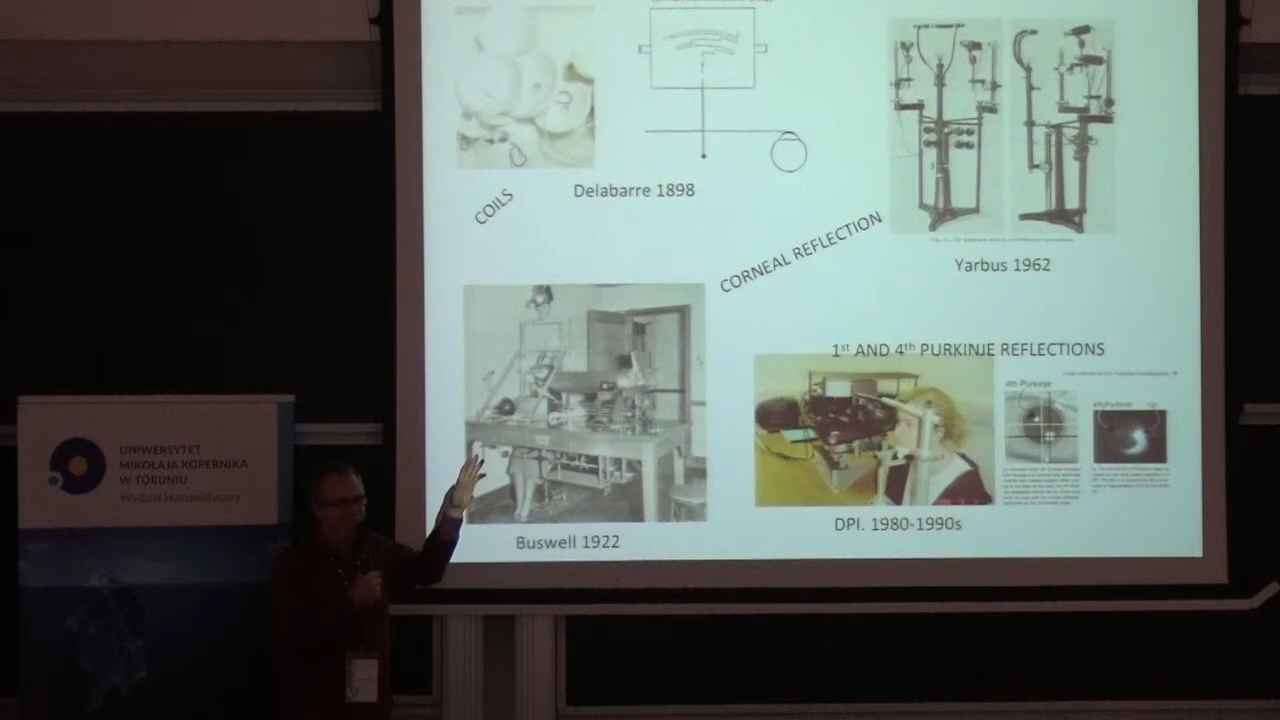 COILS
Delabarre 1898
CORNEAL REFLECTION
Yarbus 1962
1st AND 4th PURKINJE REFLECTIONS
4th Purkinje
4thPurkinje
Buswell 1922
DPI. 1980-1990s
UNIWERSYTET
MIKOŁAJA KOPERNIKA
W TORUNIU
Wydział Humanistyczny